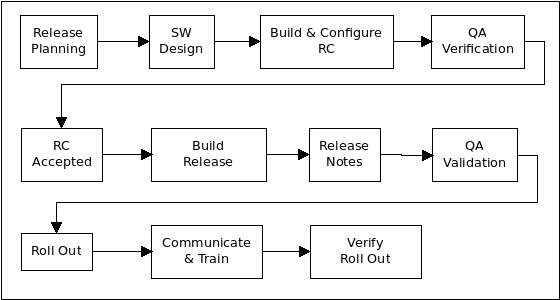 Release
Planning
SW
Design
Build & Configure
RC
QA
Verification
RC
Accepted
Build
Release
Release
Notes
QA
Validation
Roll Out
Communicate
& Train
Verify
Roll Out